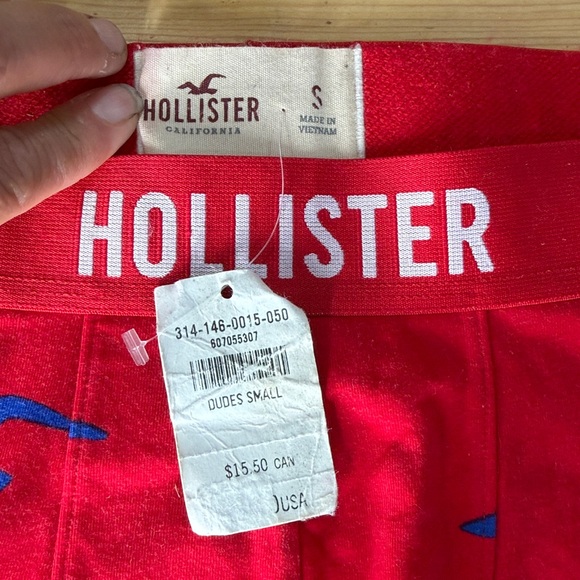 HOLLISTER
CALIFORNIA
S
MADE IN
VIETNAM
HOLLISTER
314-146-0015-050
607055307
DUDES SMALL
$15.50 CAN
)USA